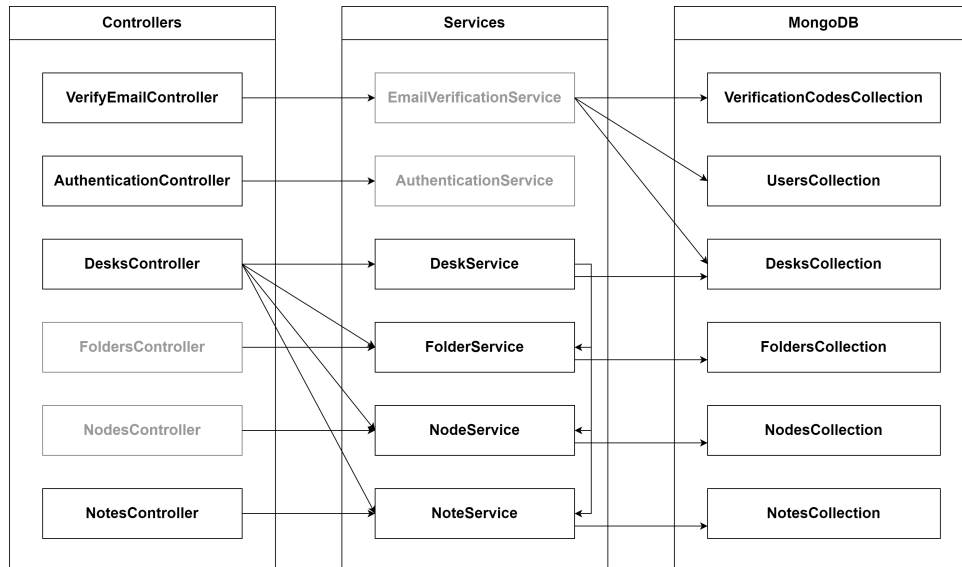 Controllers
Services
MongoDB
VerifyEmailController
EmailVerificationService
VerificationCodesCollection
AuthenticationController
AuthenticationService
UsersCollection
DesksController
DeskService
DesksCollection
FoldersController
FolderService
FoldersCollection
NodesController
NodeService
NodesCollection
NotesController
NoteService
NotesCollection